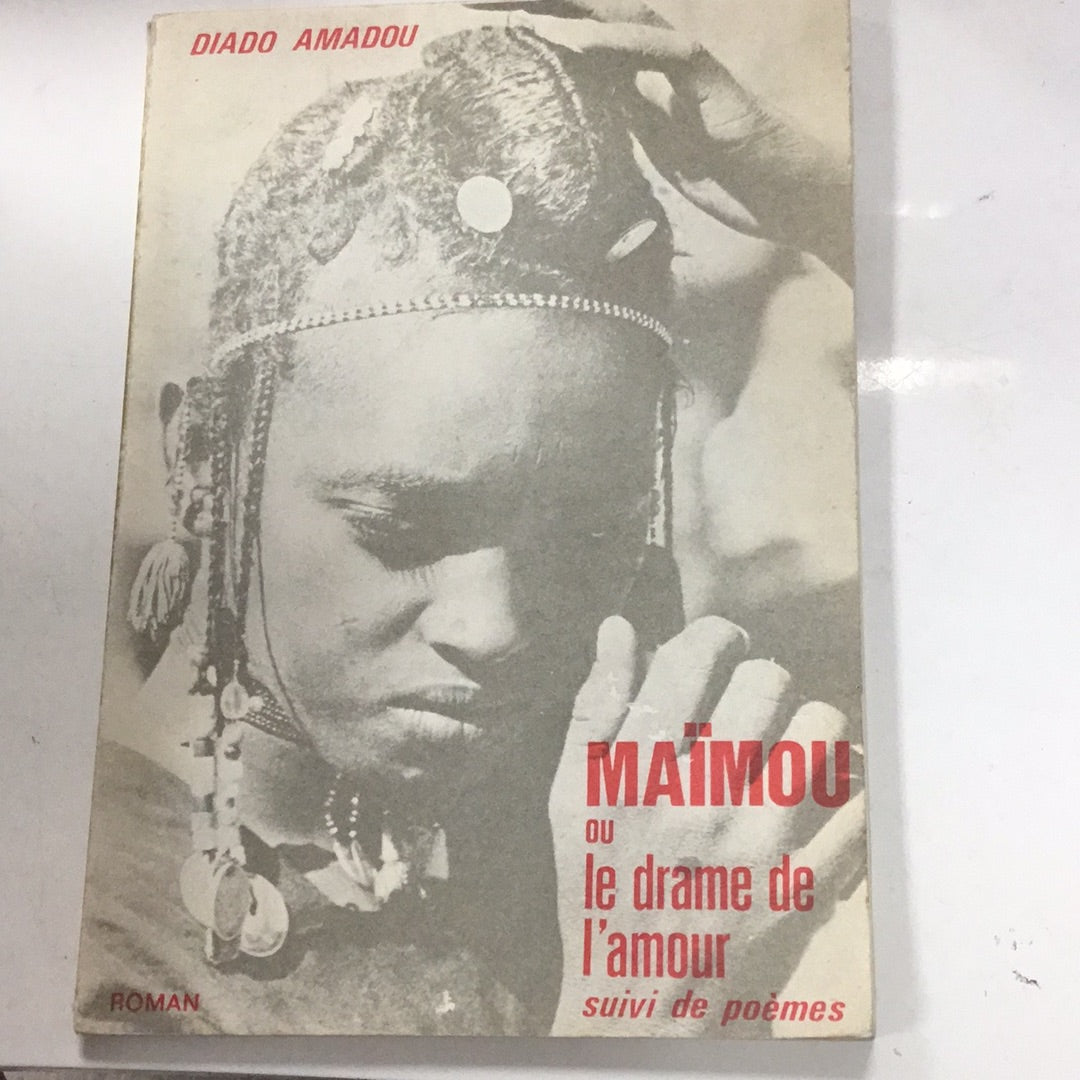 DIADO AMADOU
MAÏMOU
OU
le drame de
l'amour
suivi de poèmes
ROMAN